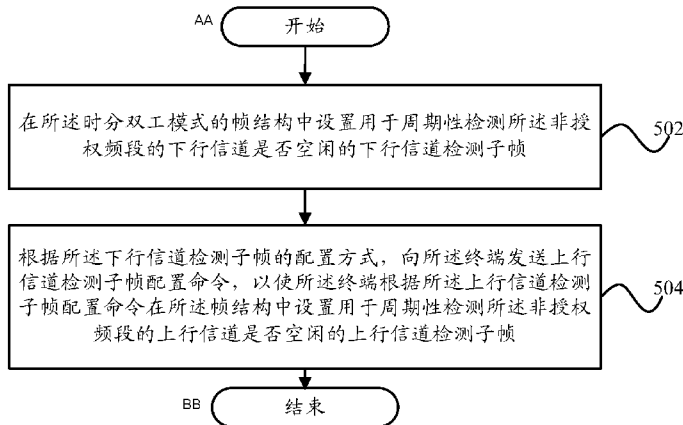 AA
开始
在所述时分双工模式的帧结构中设置用于周期性检测所述非授
权频段的下行信道是否空闲的下行信道检测子帧
502
根据所述下行信道检测子帧的配置方式，向所述终端发送上行
信道检测子帧配置命令，以使所述终端根据所述上行信道检测
子帧配置命令在所述帧结构中设置用于周期性检测所述非授权
频段的上行信道是否空闲的上行信道检测子帧
504
BB
结束